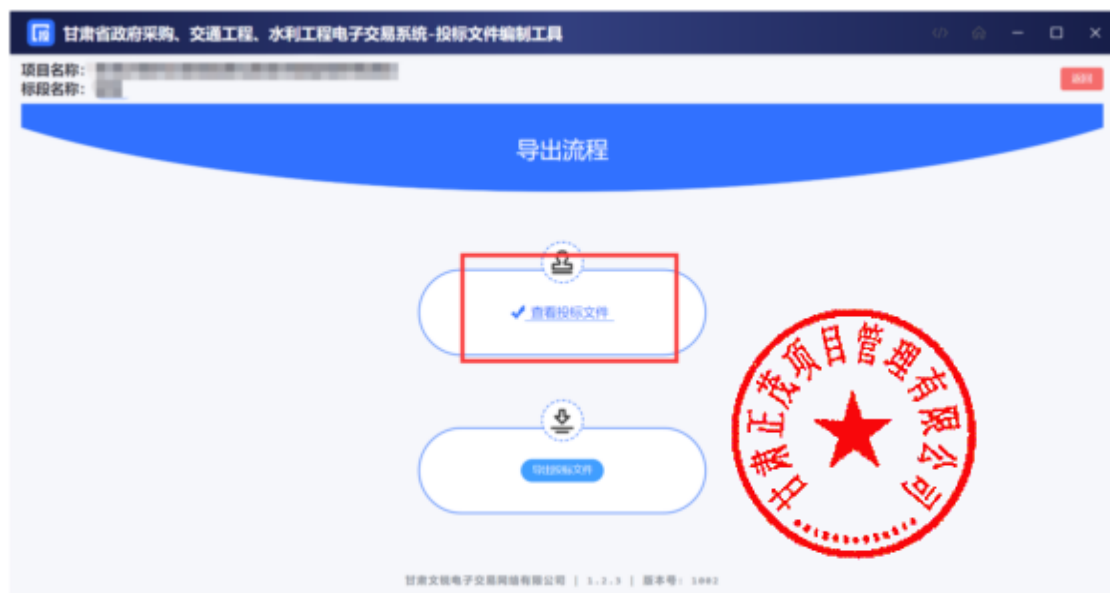 甘肃省政府采购、交通工程、水利工程电子交易系统-投标文件编制工具
项目名称：
标段名称：
返回
导出流程
查看投标文件
导出投标文件
甘肃正茂项目管理有限公司
甘肃文锐电子交易网络有限公司 | 1.2.3 | 版本号: 1002